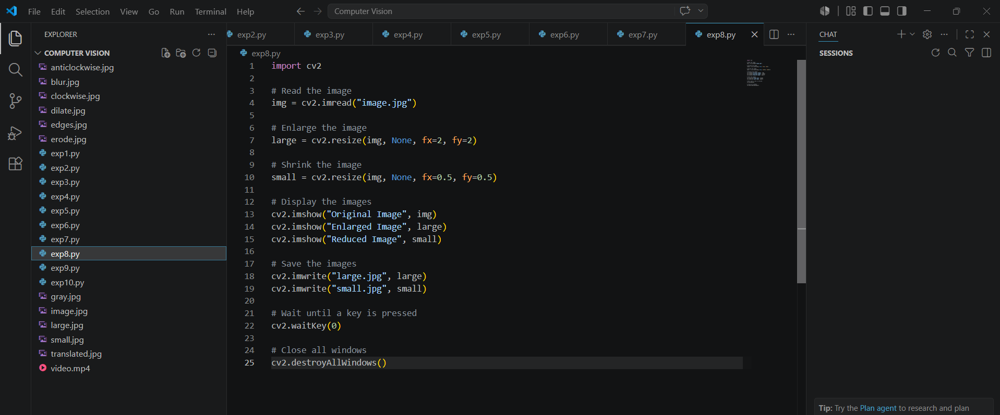 File Edit Selection View Go Run Terminal Help
Computer Vision
EXPLORER
COMPUTER VISION
anticlockwise.jpg
blur.jpg
clockwise.jpg
dilate.jpg
edges.jpg
erode.jpg
exp1.py
exp2.py
exp3.py
exp4.py
exp5.py
exp6.py
exp7.py
exp8.py
exp9.py
exp10.py
gray.jpg
image.jpg
large.jpg
small.jpg
translated.jpg
video.mp4
exp2.py exp3.py exp4.py exp5.py exp6.py exp7.py exp8.py
exp8.py
1 import cv2
2
3 # Read the image
4 img = cv2.imread("image.jpg")
5
6 # Enlarge the image
7 large = cv2.resize(img, None, fx=2, fy=2)
8
9 # Shrink the image
10 small = cv2.resize(img, None, fx=0.5, fy=0.5)
11
12 # Display the images
13 cv2.imshow("Original Image", img)
14 cv2.imshow("Enlarged Image", large)
15 cv2.imshow("Reduced Image", small)
16
17 # Save the images
18 cv2.imwrite("large.jpg", large)
19 cv2.imwrite("small.jpg", small)
20
21 # Wait until a key is pressed
22 cv2.waitKey(0)
23
24 # Close all windows
25 cv2.destroyAllWindows()
CHAT
SESSIONS
Tip: Try the Plan agent to research and plan